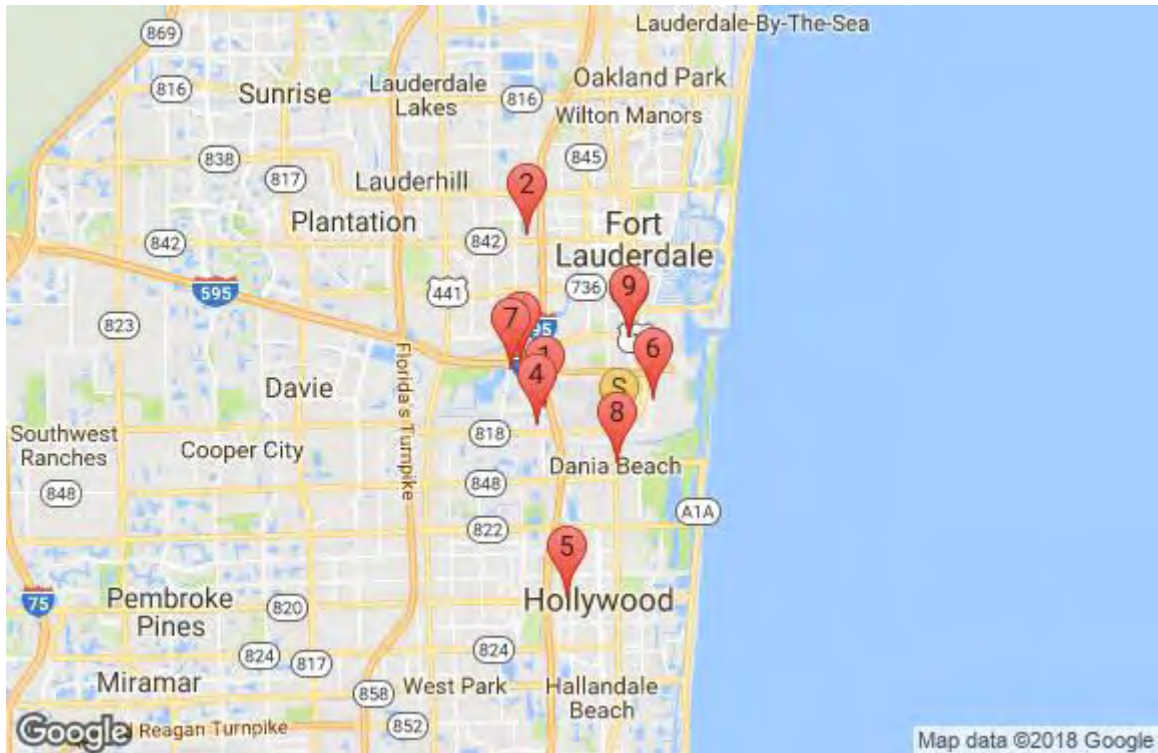 Lauderdale-By-The-Sea
869
Oakland Park
Lauderdale
Lakes
816
Sunrise
816
Wilton Manors
838
845
817
Lauderhill
2
Plantation
Fort
Lauderdale
842
842
595
441
736
9
823
7
95
1
6
Florida's Turnpike
4
S
Davie
8
Southwest
Ranches
818
Cooper City
Dania Beach
848
848
A1A
822
5
75
Pembroke
Pines
820
Hollywood
824
817
824
Miramar
858
West Park
Hallandale
Beach
852
Google
Reagan Turnpike
Map data ©2018 Google